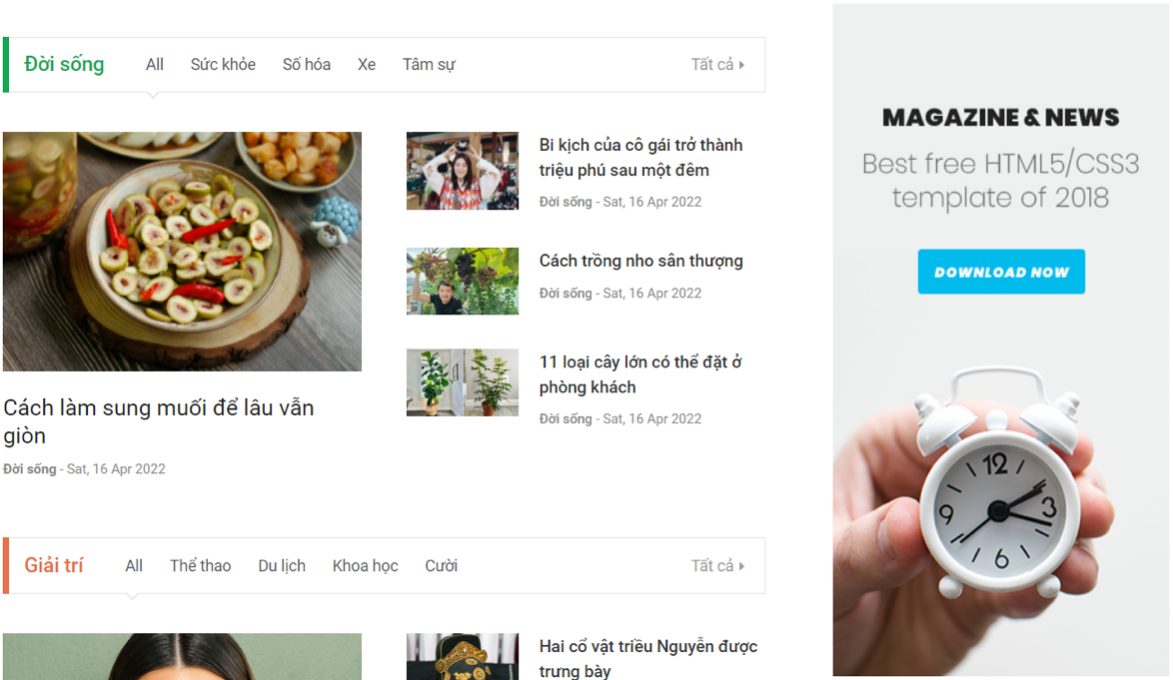 Đời sống
All
Sức khỏe
Số hóa
Xe
Tâm sự
Tất cả
Cách làm sung muối để lâu vẫn
giòn
Đời sống - Sat, 16 Apr 2022
Bi kịch của cô gái trở thành
triệu phú sau một đêm
Đời sống - Sat, 16 Apr 2022
Cách trồng nho sân thượng
Đời sống - Sat, 16 Apr 2022
11 loại cây lớn có thể đặt ở
phòng khách
Đời sống - Sat, 16 Apr 2022
Giải trí
All
Thể thao
Du lịch
Khoa học
Cười
Tất cả
Hai cổ vật triều Nguyễn được
trưng bày
MAGAZINE & NEWS
Best free HTML5/CSS3
template of 2018
DOWNLOAD NOW
12
9
3
6